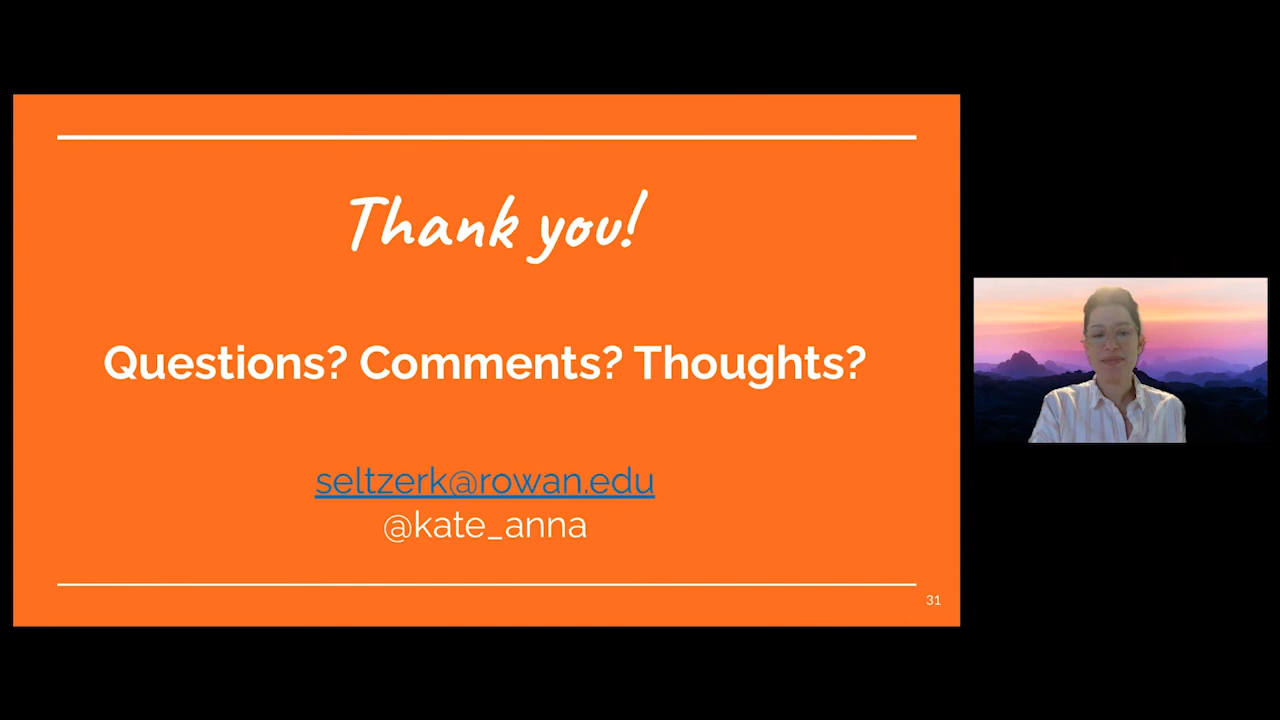 Thank you!
Questions? Comments? Thoughts?
seltzerk@rowan.edu
@kate_anna
31